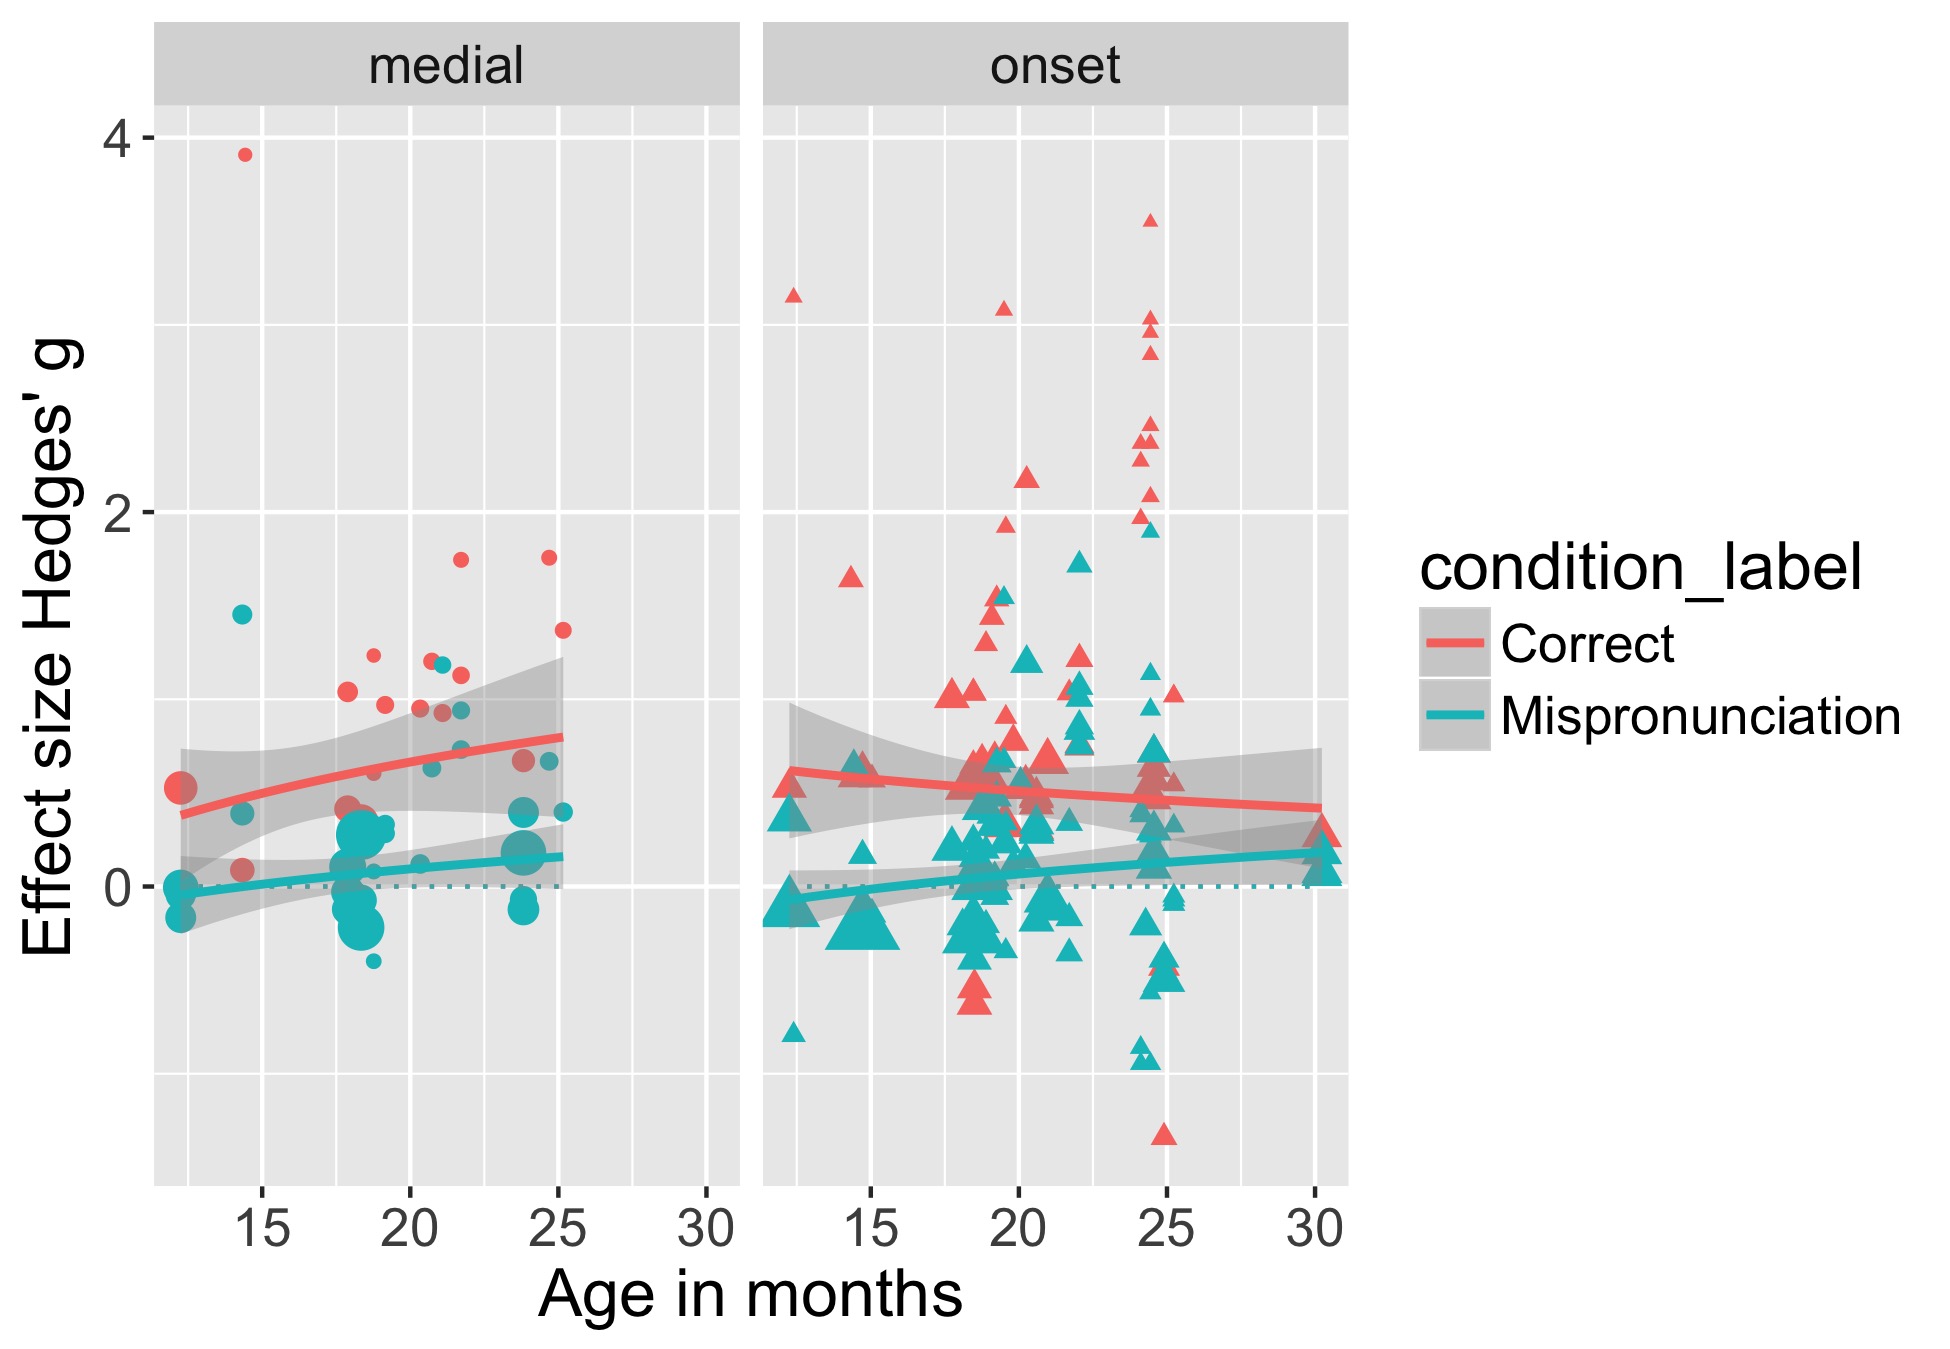 medial
onset
4
2
0
Effect size Hedges' g
15 20 25 30
15 20 25 30
Age in months
condition_label
Correct
Mispronunciation